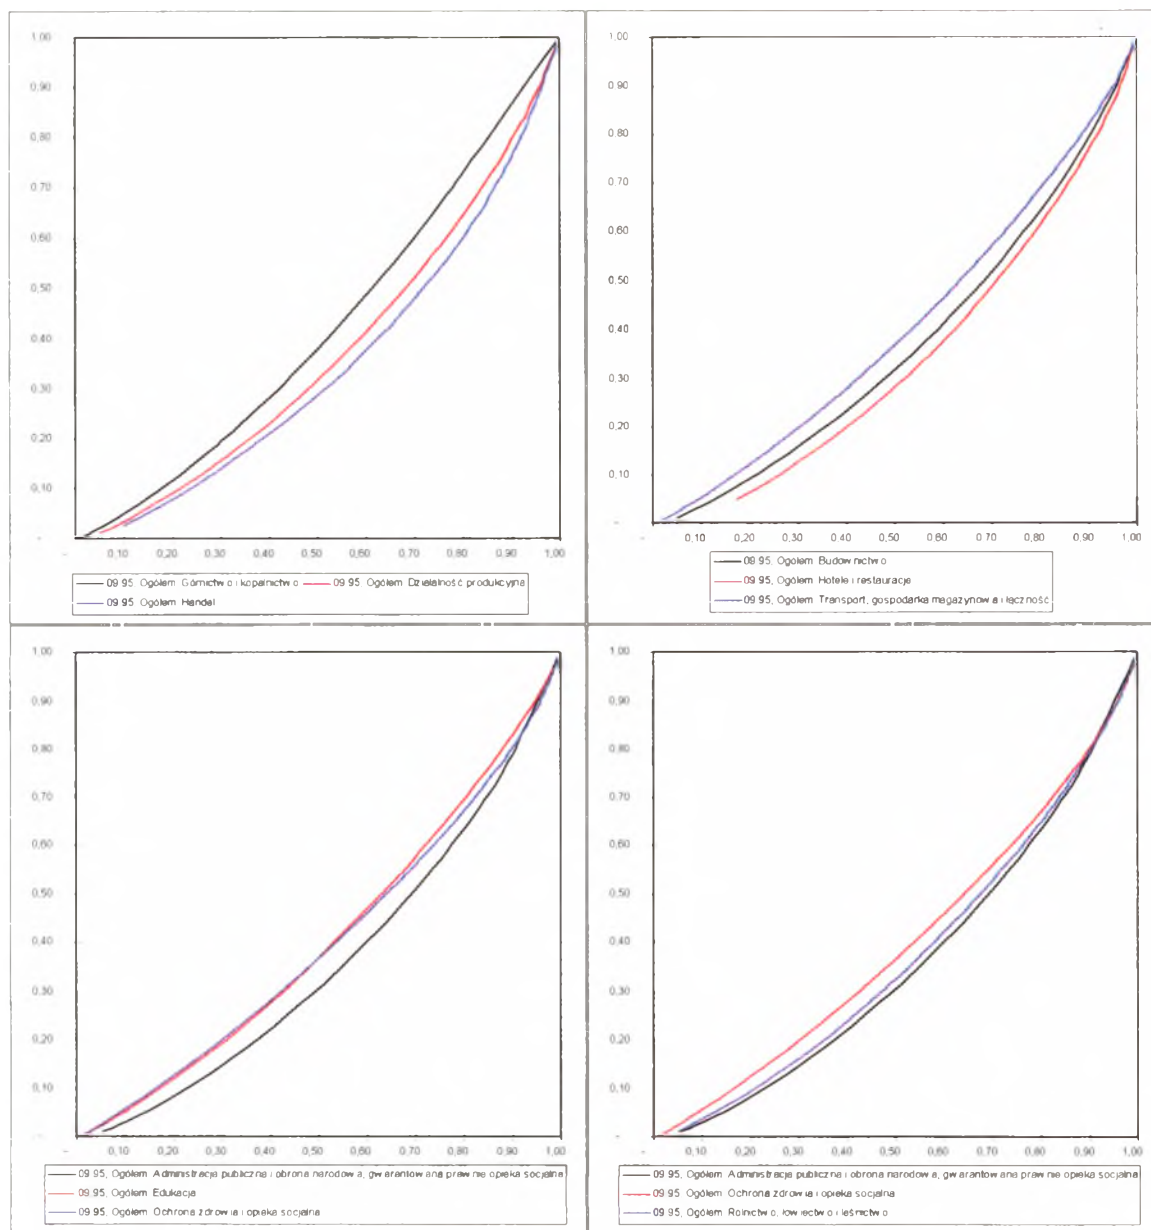 1,00
0,90
0,80
0,70
0,60
0,50
0,40
0,30
0,20
0,10
-
0,10 0,20 0,30 0,40 0,50 0,60 0,70 0,80 0,90 1,00
09.95, Ogółem Górnictwo i kopalnictwo 09.95, Ogółem Działalność produkcyjna
09.95, Ogółem Handel
1,00
0,90
0,80
0,70
0,60
0,50
0,40
0,30
0,20
0,10
-
0,10 0,20 0,30 0,40 0,50 0,60 0,70 0,80 0,90 1,00
09.95, Ogółem Budownictwo
09.95, Ogółem Hotele i restauracje
09.95, Ogółem Transport, gospodarka magazynowa i łączność
1,00
0,90
0,80
0,70
0,60
0,50
0,40
0,30
0,20
0,10
-
0,10 0,20 0,30 0,40 0,50 0,60 0,70 0,80 0,90 1,00
09.95, Ogółem Administracja publiczna i obrona narodowa, gwarantowana prawnie opieka socjalna
09.95, Ogółem Edukacja
09.95, Ogółem Ochrona zdrowia i opieka socjalna
1,00
0,90
0,80
0,70
0,60
0,50
0,40
0,30
0,20
0,10
-
0,10 0,20 0,30 0,40 0,50 0,60 0,70 0,80 0,90 1,00
09.95, Ogółem Administracja publiczna i obrona narodowa, gwarantowana prawnie opieka socjalna
09.95, Ogółem Ochrona zdrowia i opieka socjalna
09.95, Ogółem Rolnictwo, łowiectwo i leśnictwo